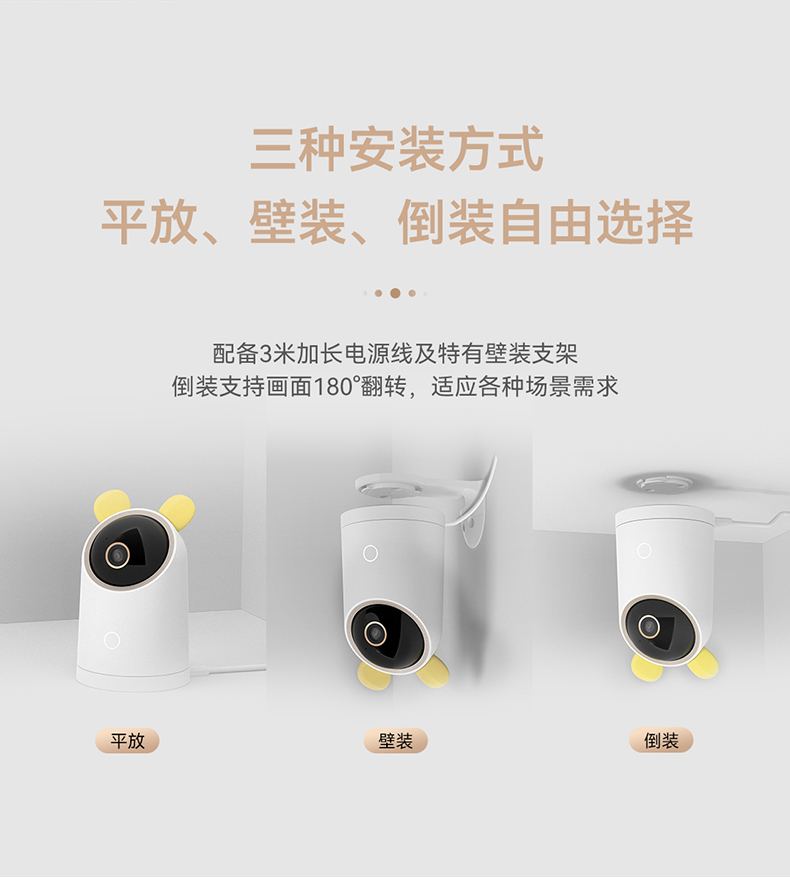 三种安装方式
平放、壁装、倒装自由选择
配备3米加长电源线及特有壁装支架
倒装支持画面180°翻转，适应各种场景需求
平放
壁装
倒装